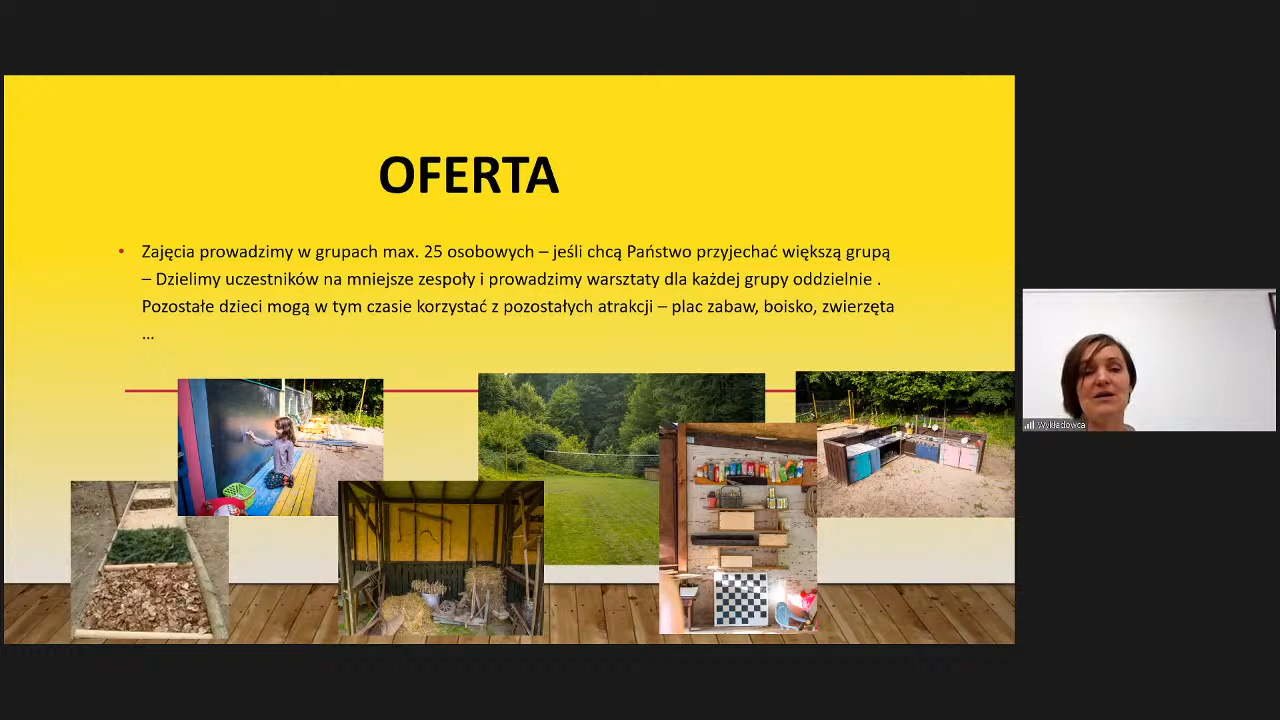 OFERTA
• Zajęcia prowadzimy w grupach max. 25 osobowych – jeśli chcą Państwo przyjechać większą grupą
– Dzielimy uczestników na mniejsze zespoły i prowadzimy warsztaty dla każdej grupy oddzielnie .
Pozostałe dzieci mogą w tym czasie korzystać z pozostałych atrakcji – plac zabaw, boisko, zwierzęta
...
Wykładowca